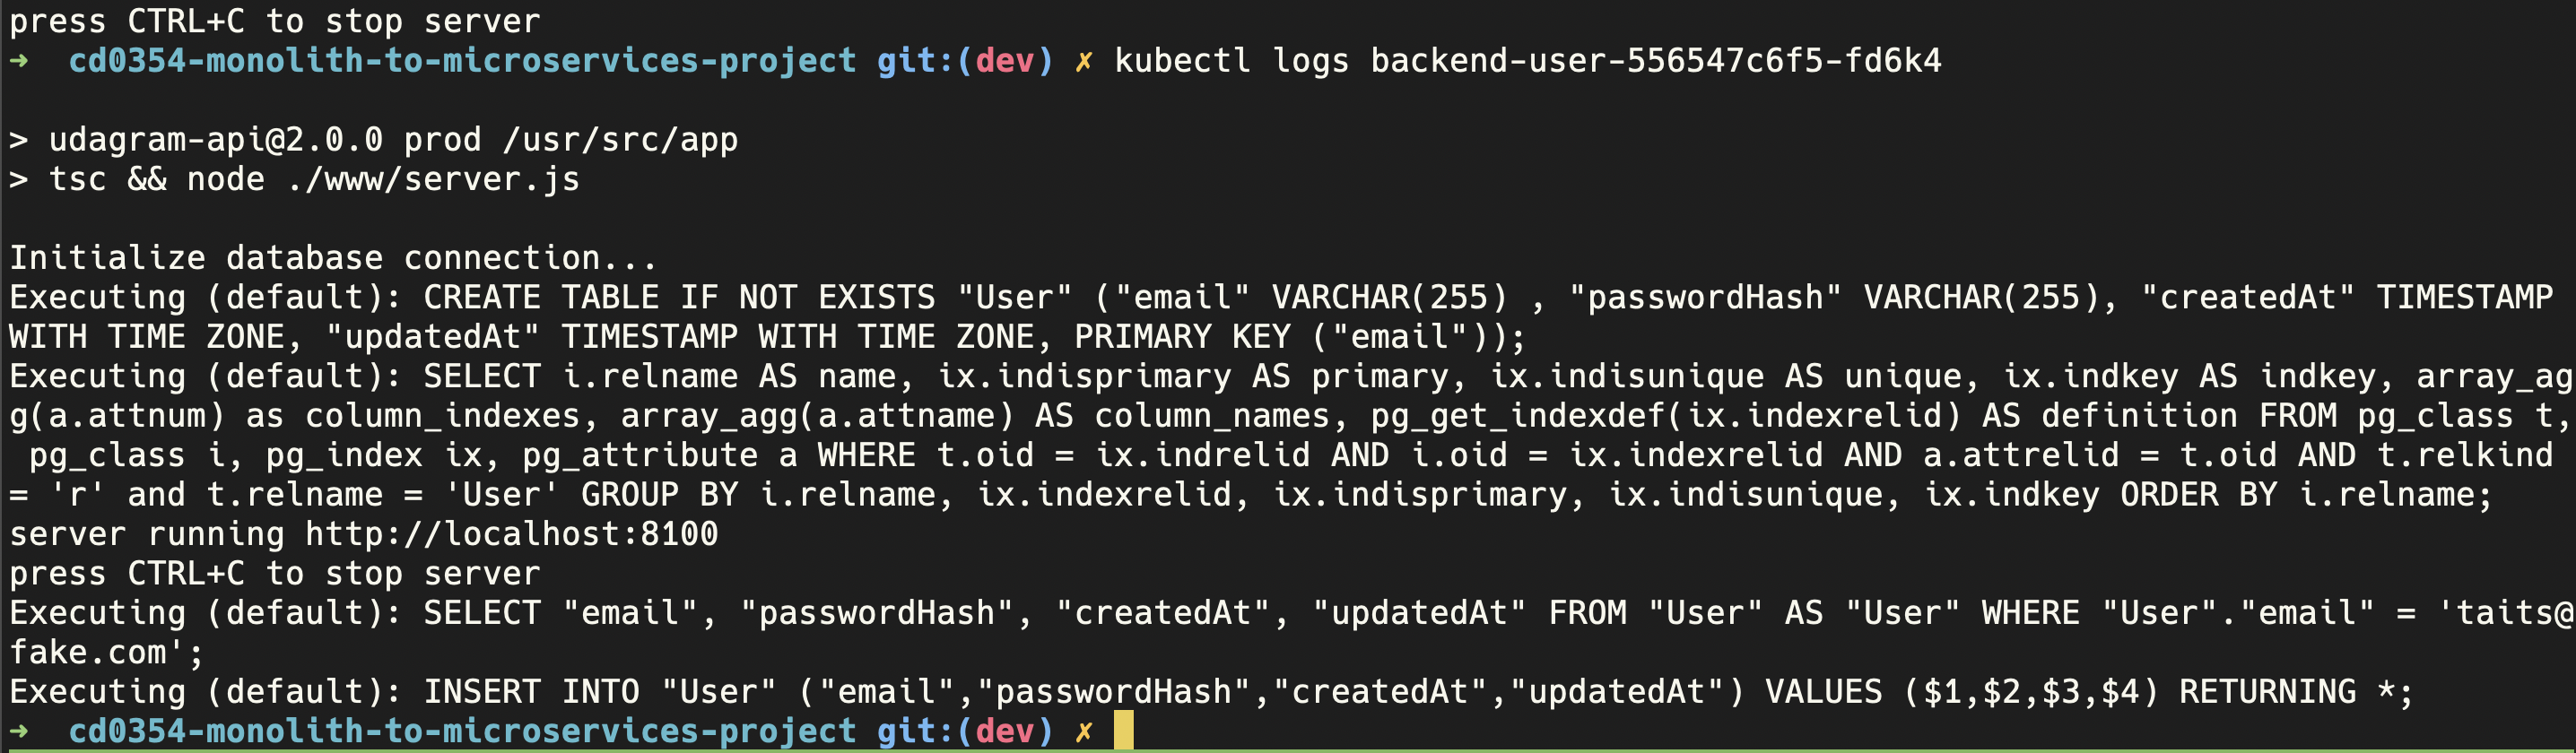 press CTRL+C to stop server
➜  cd0354-monolith-to-microservices-project git:(dev) ✗ kubectl logs backend-user-556547c6f5-fd6k4
> udagram-api@2.0.0 prod /usr/src/app
> tsc && node ./www/server.js
Initialize database connection...
Executing (default): CREATE TABLE IF NOT EXISTS "User" ("email" VARCHAR(255) , "passwordHash" VARCHAR(255), "createdAt" TIMESTAMP
WITH TIME ZONE, "updatedAt" TIMESTAMP WITH TIME ZONE, PRIMARY KEY ("email"));
Executing (default): SELECT i.relname AS name, ix.indisprimary AS primary, ix.indisunique AS unique, ix.indkey AS indkey, array_ag
g(a.attnum) as column_indexes, array_agg(a.attname) AS column_names, pg_get_indexdef(ix.indexrelid) AS definition FROM pg_class t,
 pg_class i, pg_index ix, pg_attribute a WHERE t.oid = ix.indrelid AND i.oid = ix.indexrelid AND a.attrelid = t.oid AND t.relkind
= 'r' and t.relname = 'User' GROUP BY i.relname, ix.indexrelid, ix.indisprimary, ix.indisunique, ix.indkey ORDER BY i.relname;
server running http://localhost:8100
press CTRL+C to stop server
Executing (default): SELECT "email", "passwordHash", "createdAt", "updatedAt" FROM "User" AS "User" WHERE "User"."email" = 'taits@
fake.com';
Executing (default): INSERT INTO "User" ("email","passwordHash","createdAt","updatedAt") VALUES ($1,$2,$3,$4) RETURNING *;
➜  cd0354-monolith-to-microservices-project git:(dev) ✗